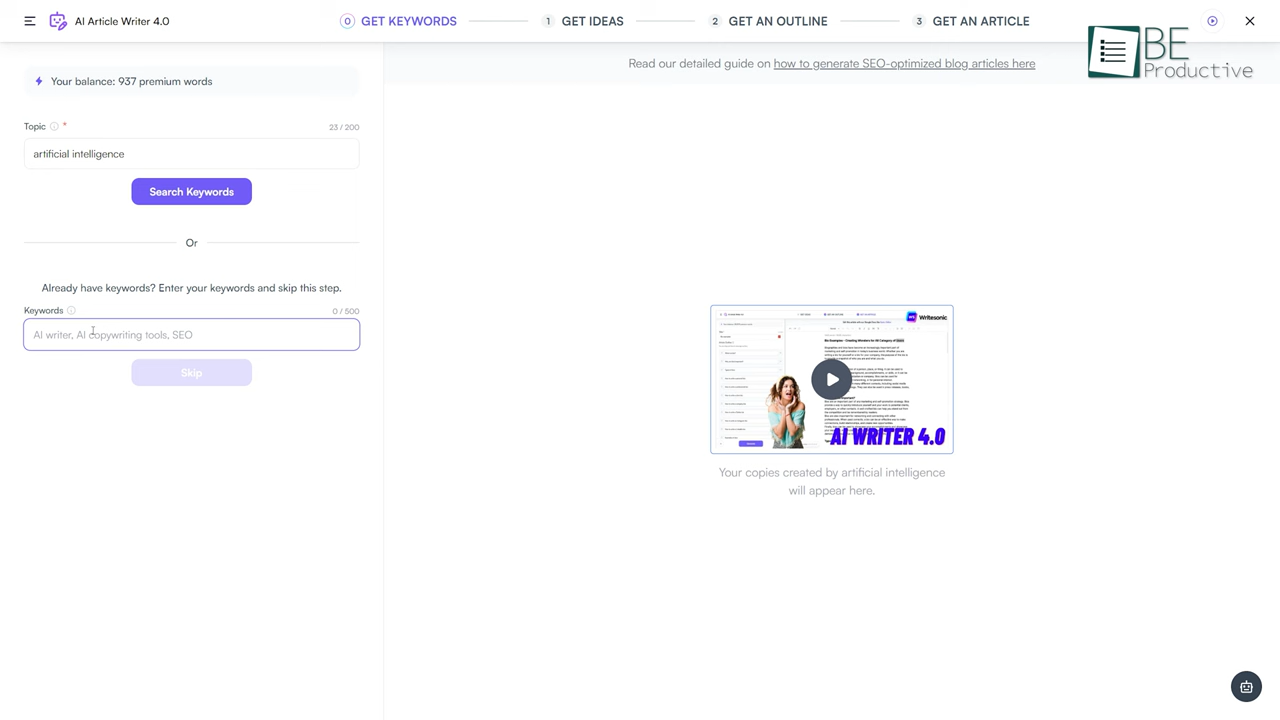 AI Article Writer 4.0
0 GET KEYWORDS
1 GET IDEAS
2 GET AN OUTLINE
3 GET AN ARTICLE
BE
Productive
Your balance: 937 premium words
Read our detailed guide on how to generate SEO-optimized blog articles here
Topic *
23 / 200
artificial intelligence
Search Keywords
Or
Already have keywords? Enter your keywords and skip this step.
Keywords
0 / 500
AI writer, AI copywriting tools, SEO
Skip
Writesonic
AI WRITER 4.0
Your copies created by artificial intelligence
will appear here.